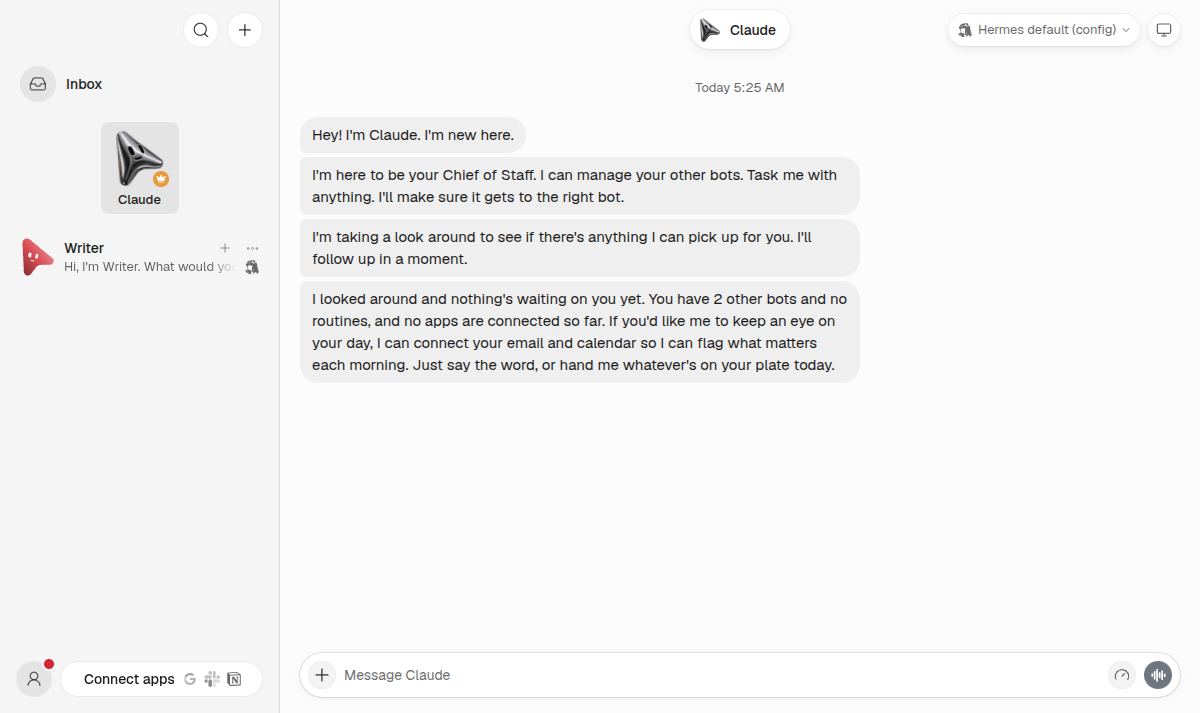 Inbox
Claude
Writer
Hi, I'm Writer. What would yo
Connect apps
Claude
Hermes default (config)
Today 5:25 AM
Hey! I'm Claude. I'm new here.
I'm here to be your Chief of Staff. I can manage your other bots. Task me with
anything. I'll make sure it gets to the right bot.
I'm taking a look around to see if there's anything I can pick up for you. I'll
follow up in a moment.
I looked around and nothing's waiting on you yet. You have 2 other bots and no
routines, and no apps are connected so far. If you'd like me to keep an eye on
your day, I can connect your email and calendar so I can flag what matters
each morning. Just say the word, or hand me whatever's on your plate today.
Message Claude